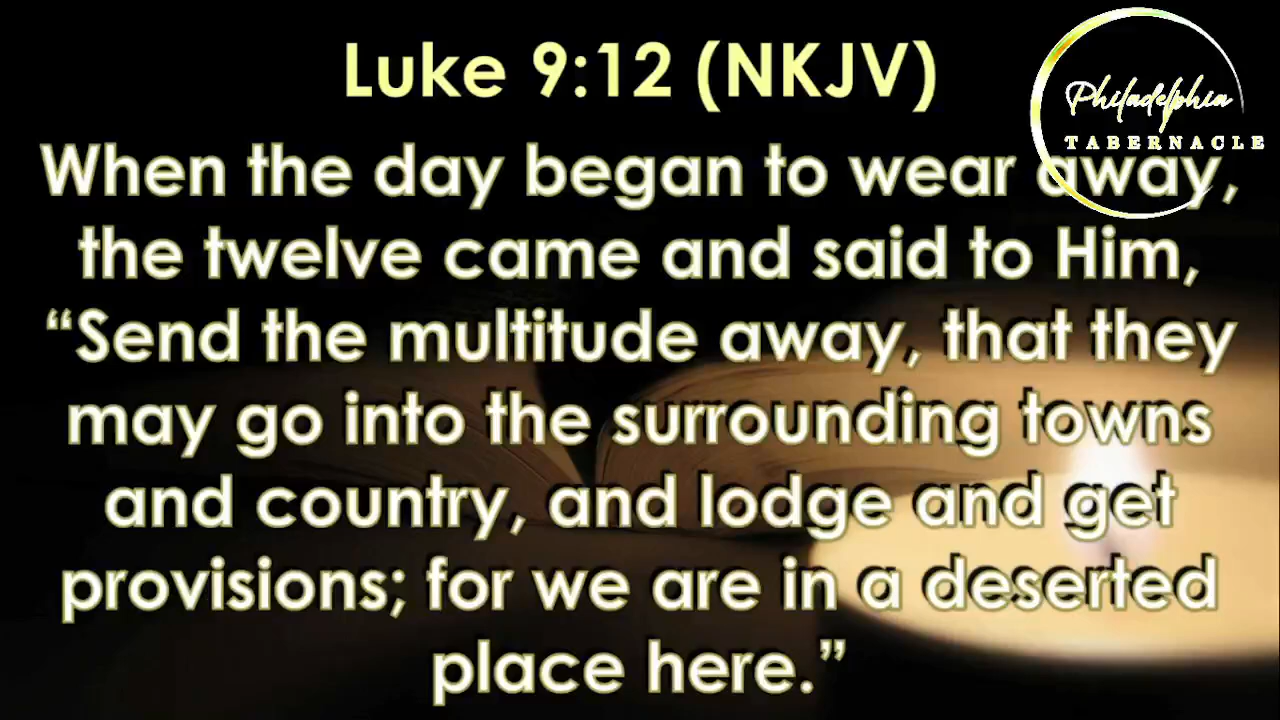 Luke 9:12 (NKJV)
Philadelphia
TABERNACLE
When the day began to wear away,
the twelve came and said to Him,
“Send the multitude away, that they
may go into the surrounding towns
and country, and lodge and get
provisions; for we are in a deserted
place here.”